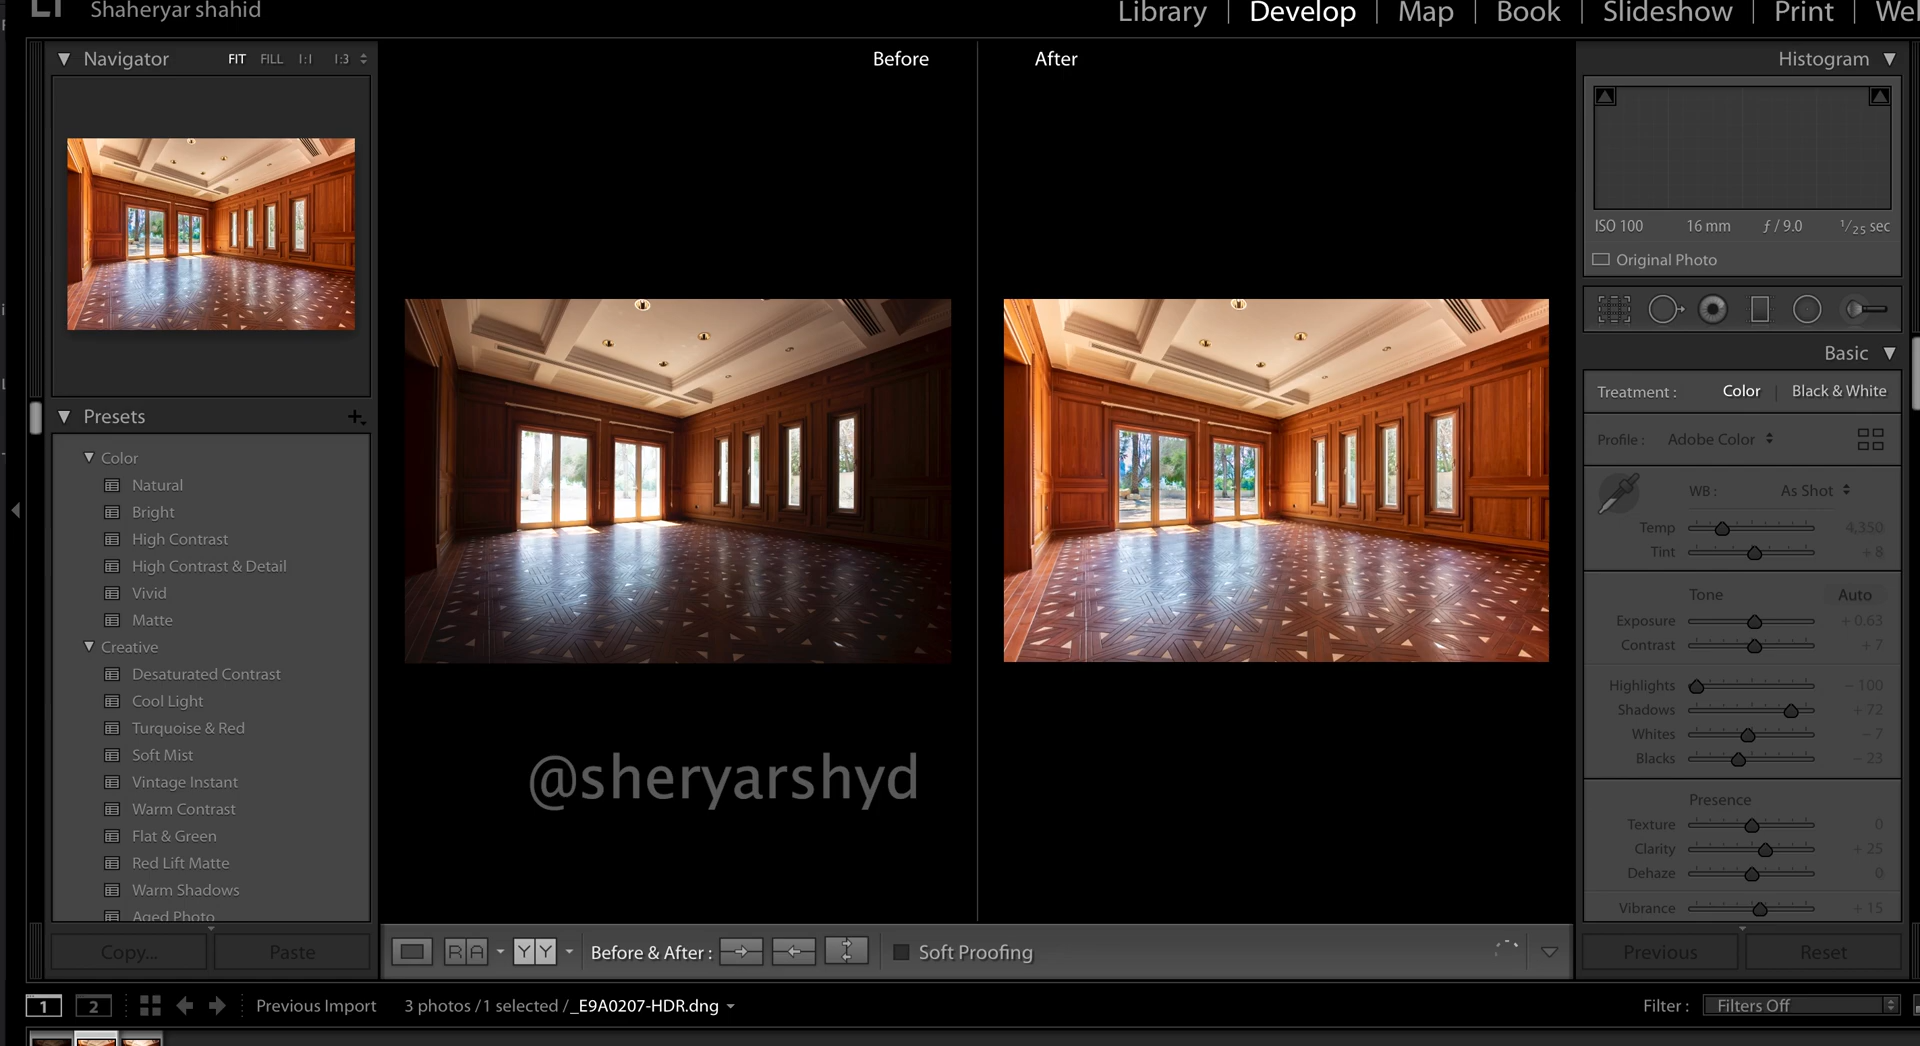 Shaheryar shahid
Library | Develop | Map | Book | Slideshow | Print |
Navigator FIT FILL 1:1 1:3
Before After
Histogram
ISO 100 16 mm ƒ / 9.0 1/25 sec
Original Photo
Basic
Treatment : Color | Black & White
Profile : Adobe Color
WB : As Shot
Temp 4,350
Tint + 8
Tone Auto
Exposure + 0.63
Contrast + 7
Highlights – 100
Shadows + 72
Whites – 7
Blacks – 23
Presence
Texture 0
Clarity + 25
Dehaze 0
Vibrance + 15
Previous Reset
Presets
Color
Natural
Bright
High Contrast
High Contrast & Detail
Vivid
Matte
Creative
Desaturated Contrast
Cool Light
Turquoise & Red
Soft Mist
Vintage Instant
Warm Contrast
Flat & Green
Red Lift Matte
Warm Shadows
Aged Photo
Copy... Paste
@sheryarshyd
R A Y Y Before & After : Soft Proofing
1 2 Previous Import 3 photos / 1 selected / _E9A0207-HDR.dng
Filter : Filters Off